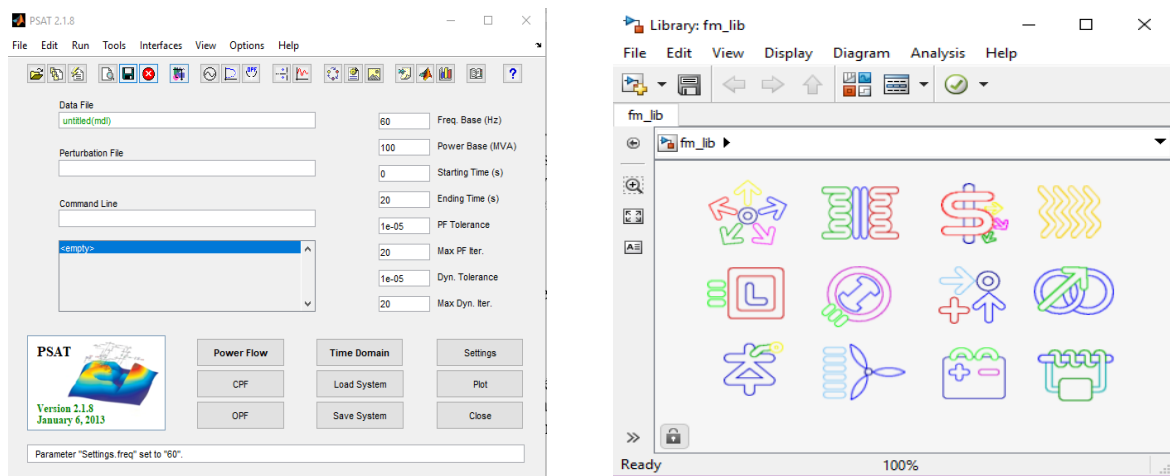 PSAT 2.1.8
File Edit Run Tools Interfaces View Options Help
Data File
untitled(mdl)
60 Freq. Base (Hz)
100 Power Base (MVA)
Perturbation File
0 Starting Time (s)
20 Ending Time (s)
Command Line
1e-05 PF Tolerance
<empty>
20 Max PF Iter.
1e-05 Dyn. Tolerance
20 Max Dyn. Iter.
PSAT
Version 2.1.8
January 6, 2013
Power Flow Time Domain Settings
CPF Load System Plot
OPF Save System Close
Parameter "Settings.freq" set to "60".
Library: fm_lib
File Edit View Display Diagram Analysis Help
fm_lib
fm_lib
Ready 100%